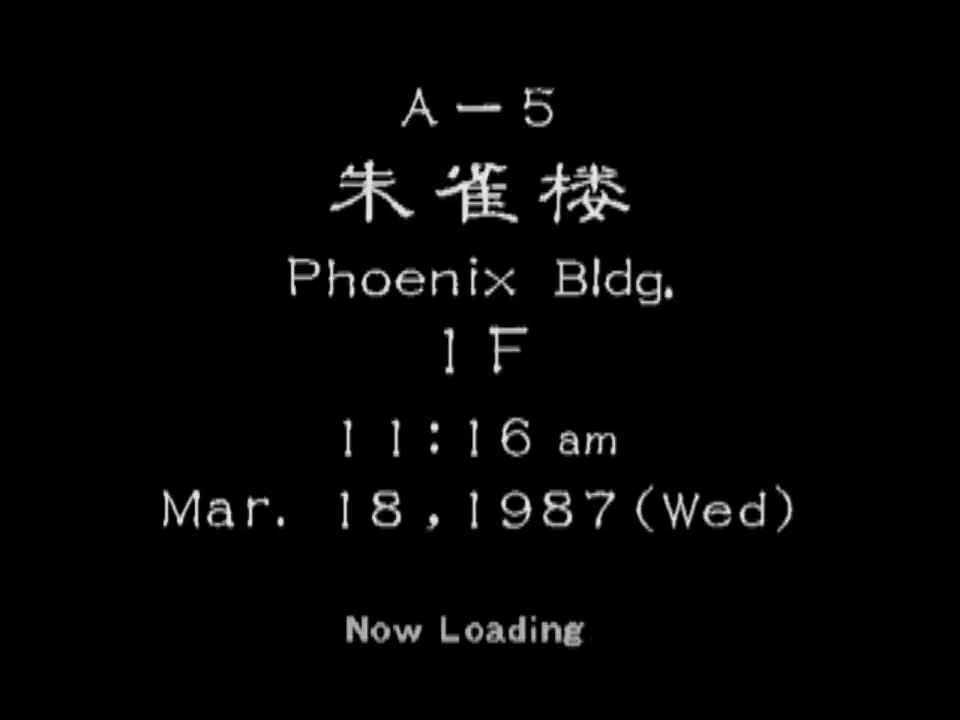 A－5
朱雀楼
Phoenix Bldg.
1F
11:16 am
Mar. 18,1987(Wed)
Now Loading